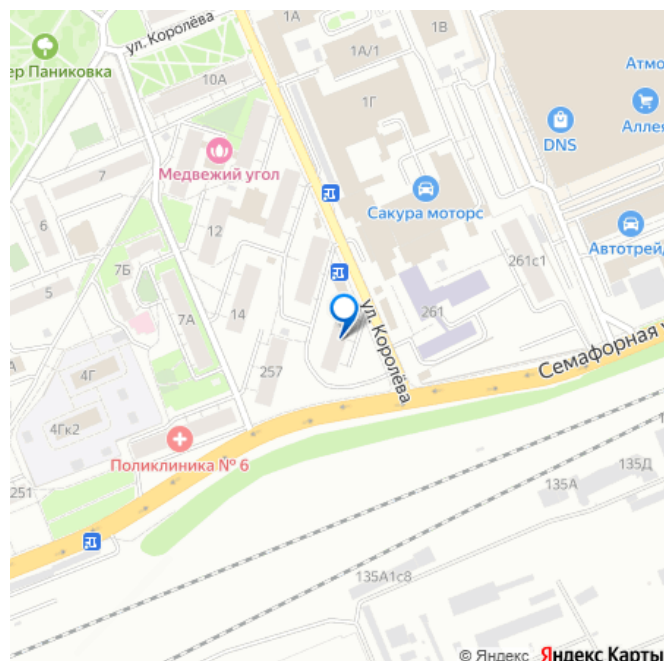 1А
1В
ул. Королёва
1А/1
Атмо
ер Паниковка
10А
1Г
Аллея
DNS
7
Медвежий угол
12
6
Сакура моторс
Автотрейд
7Б
261с1
5
14
7А
261
ул. Королёва
257
4Г
Семафорная у
4Гк2
Поликлиника № 6
251
135Д
135А
135А1с8
© Яндекс Яндекс Карты